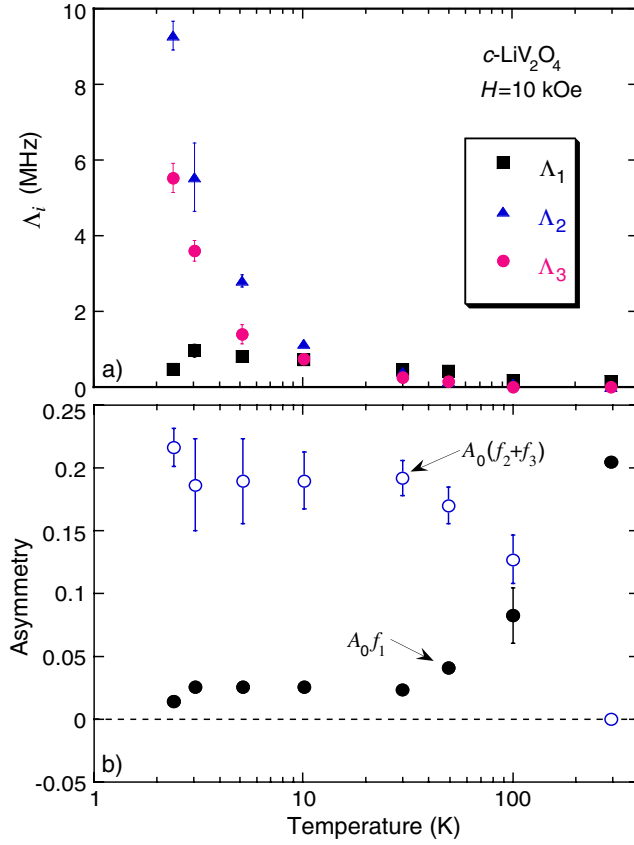 10
8
6
4
2
0
Λᵢ (MHz)
c-LiV₂O₄
H=10 kOe
Λ₁
Λ₂
Λ₃
a)
0.25
0.2
0.15
0.1
0.05
0
-0.05
Asymmetry
A₀(f₂+f₃)
A₀f₁
b)
1
10
100
Temperature (K)